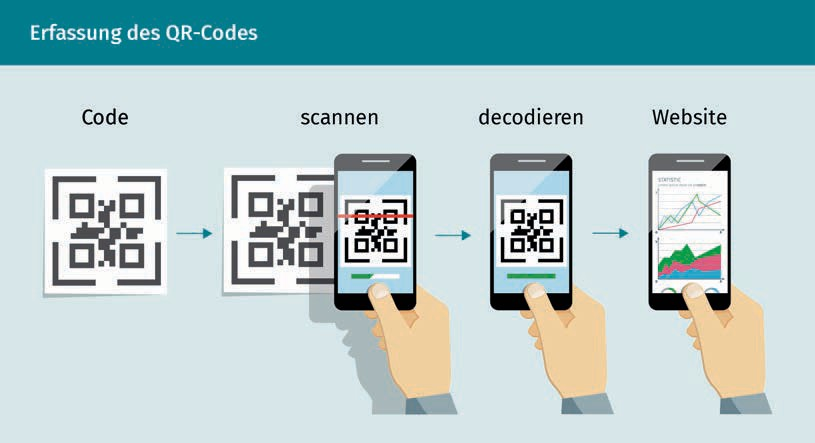 Erfassung des QR-Codes
Code
scannen
decodieren
Website
STATISTIC